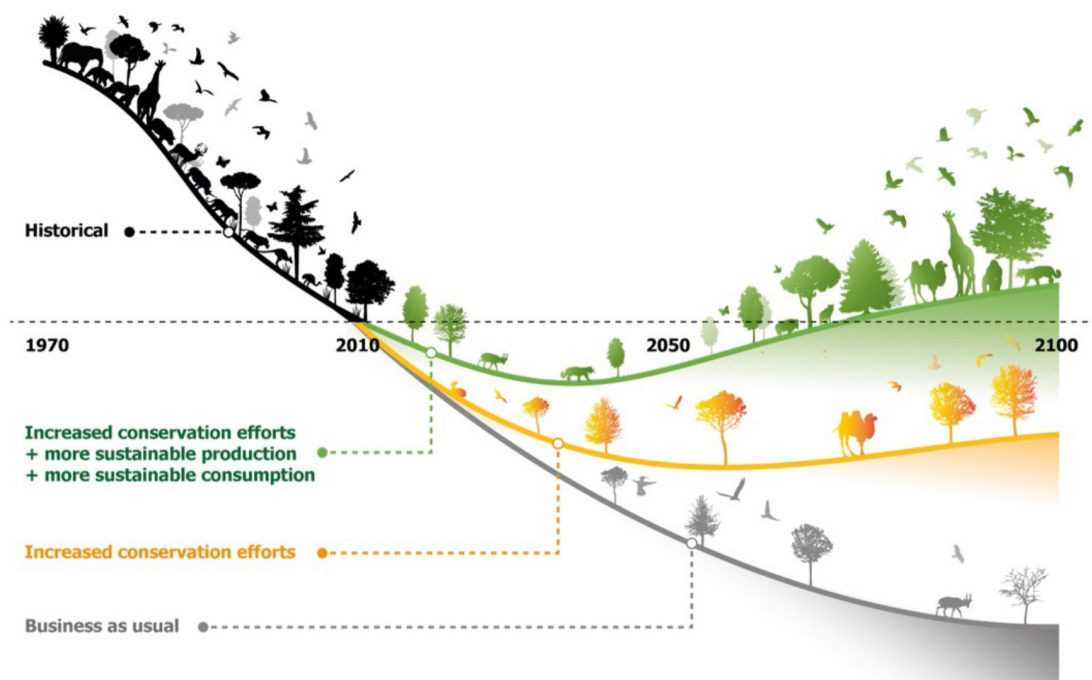 Historical
1970
2010
2050
2100
Increased conservation efforts
+ more sustainable production
+ more sustainable consumption
Increased conservation efforts
Business as usual